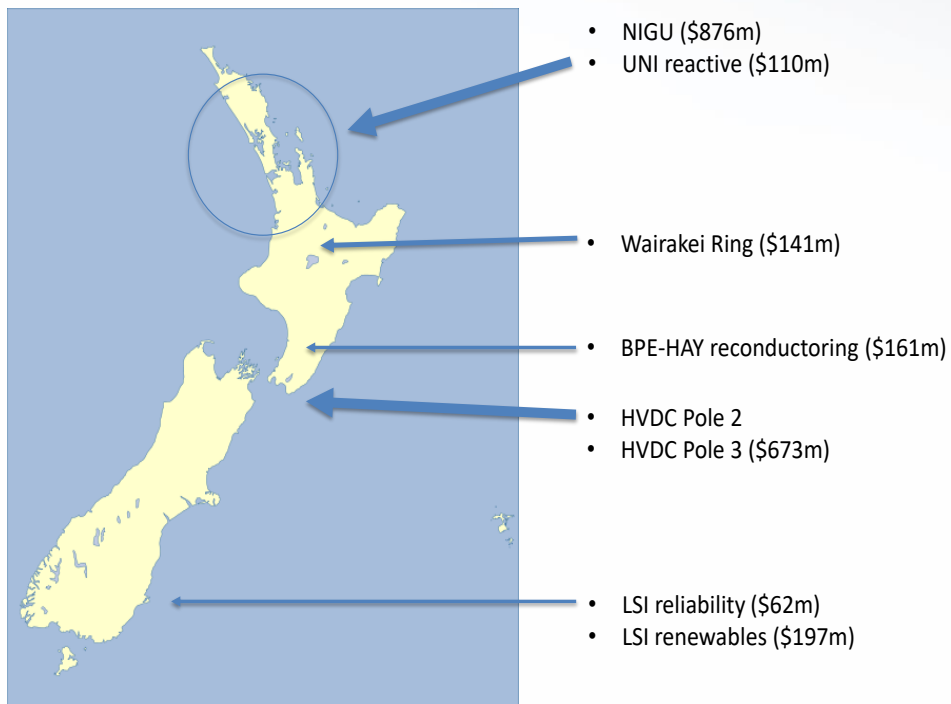 • NIGU ($876m)
• UNI reactive ($110m)
• Wairakei Ring ($141m)
• BPE-HAY reconductoring ($161m)
• HVDC Pole 2
• HVDC Pole 3 ($673m)
• LSI reliability ($62m)
• LSI renewables ($197m)